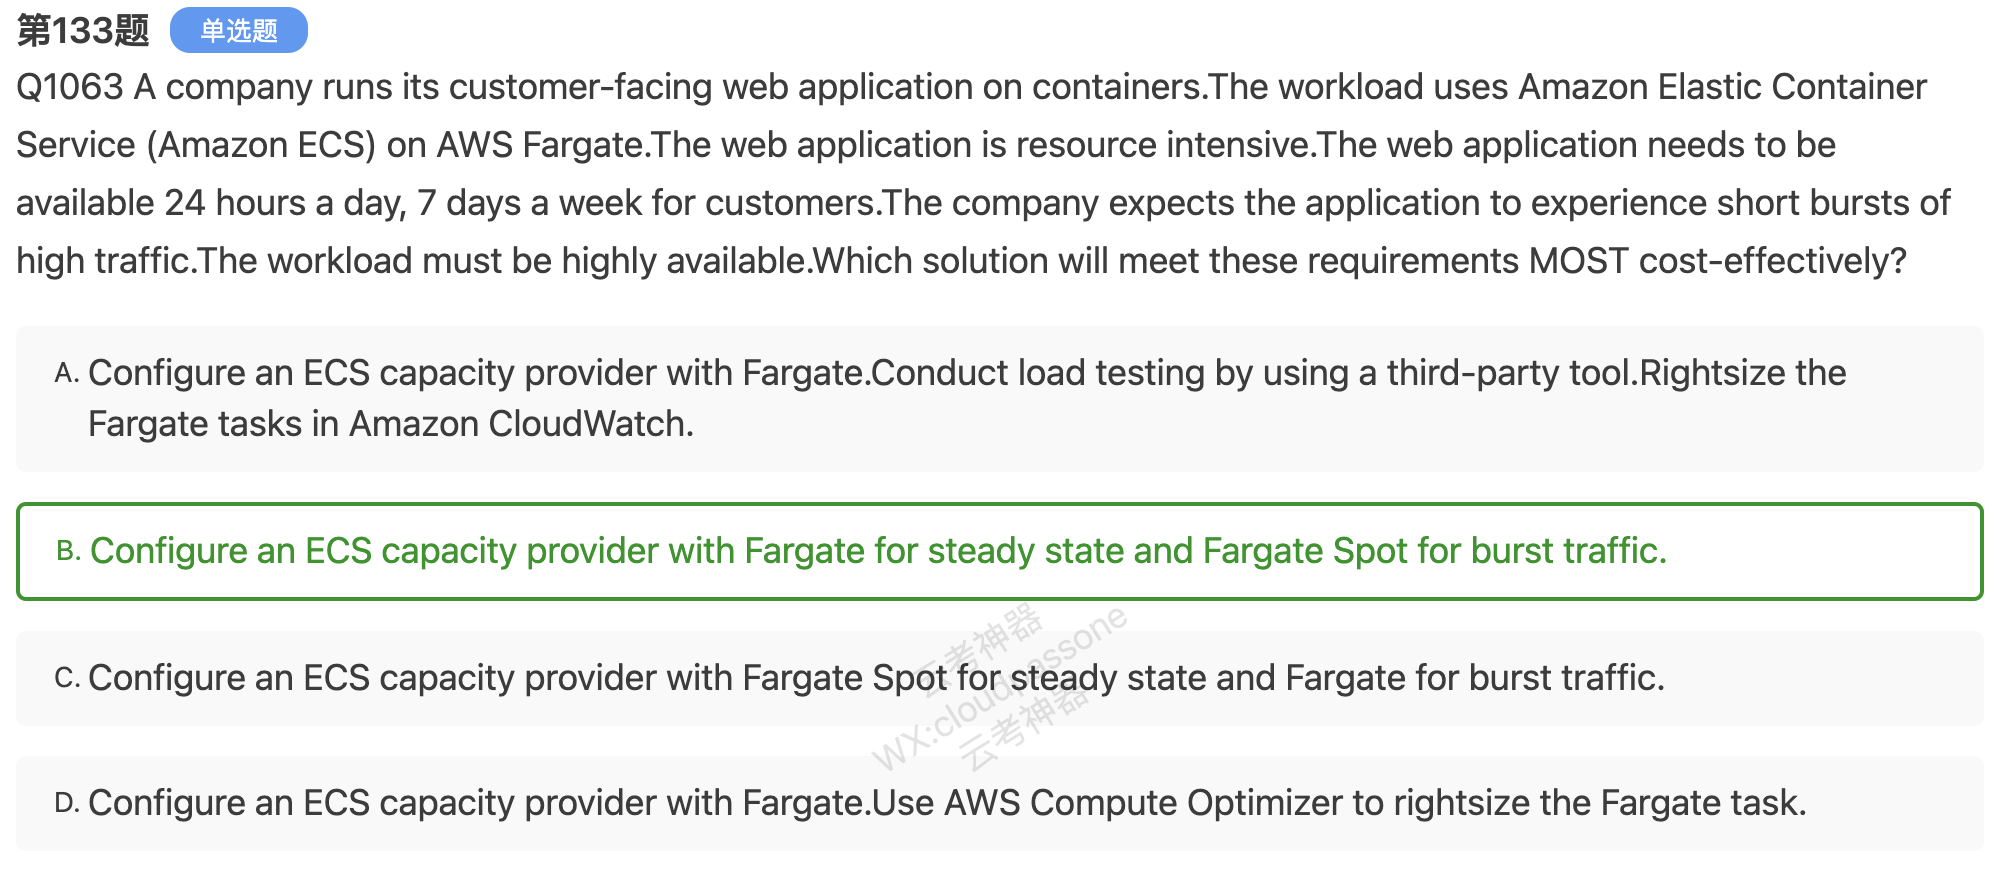 第133题 单选题
Q1063 A company runs its customer-facing web application on containers.The workload uses Amazon Elastic Container
Service (Amazon ECS) on AWS Fargate.The web application is resource intensive.The web application needs to be
available 24 hours a day, 7 days a week for customers.The company expects the application to experience short bursts of
high traffic.The workload must be highly available.Which solution will meet these requirements MOST cost-effectively?
A. Configure an ECS capacity provider with Fargate.Conduct load testing by using a third-party tool.Rightsize the
Fargate tasks in Amazon CloudWatch.
B. Configure an ECS capacity provider with Fargate for steady state and Fargate Spot for burst traffic.
云考神器
WX:cloudpassone
云考神器
C. Configure an ECS capacity provider with Fargate Spot for steady state and Fargate for burst traffic.
D. Configure an ECS capacity provider with Fargate.Use AWS Compute Optimizer to rightsize the Fargate task.